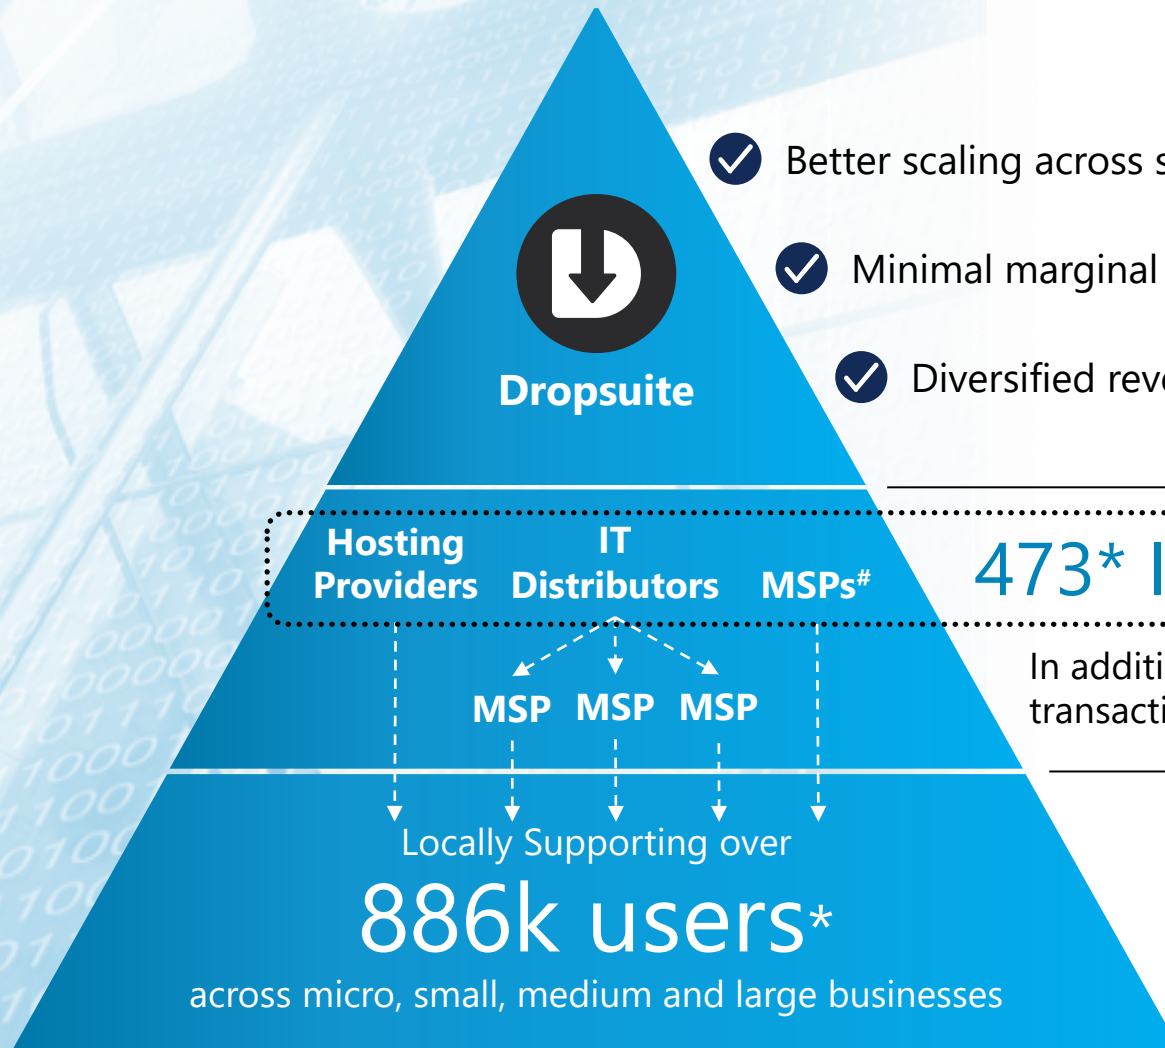 Better scaling across
Minimal marginal
Diversified
Dropsuite
Hosting
Providers
IT
Distributors
MSPs#
473*
In
MSP MSP MSP
Locally Supporting over
886k users*
across micro, small, medium and large businesses